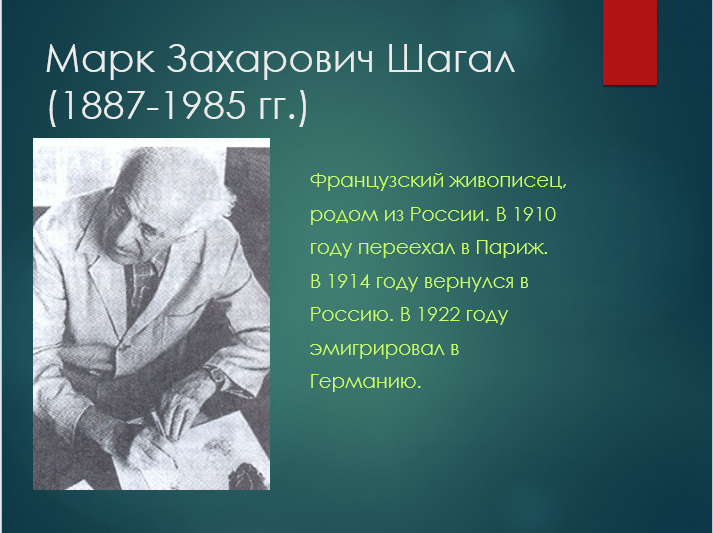 Марк Захарович Шагал
(1887-1985 гг.)
Французский живописец,
родом из России. В 1910
году переехал в Париж.
В 1914 году вернулся в
Россию. В 1922 году
эмигрировал в
Германию.